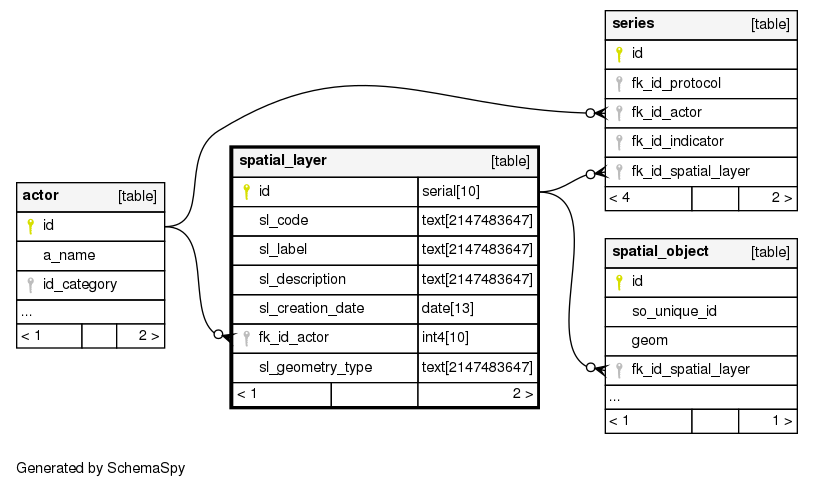 series [table]
id
fk_id_protocol
fk_id_actor
fk_id_indicator
fk_id_spatial_layer
< 4 2 >
spatial_layer [table]
id serial[10]
sl_code text[2147483647]
sl_label text[2147483647]
sl_description text[2147483647]
sl_creation_date date[13]
fk_id_actor int4[10]
sl_geometry_type text[2147483647]
< 1 2 >
actor [table]
id
a_name
id_category
...
< 1 2 >
spatial_object [table]
id
so_unique_id
geom
fk_id_spatial_layer
...
< 1 1 >
Generated by SchemaSpy